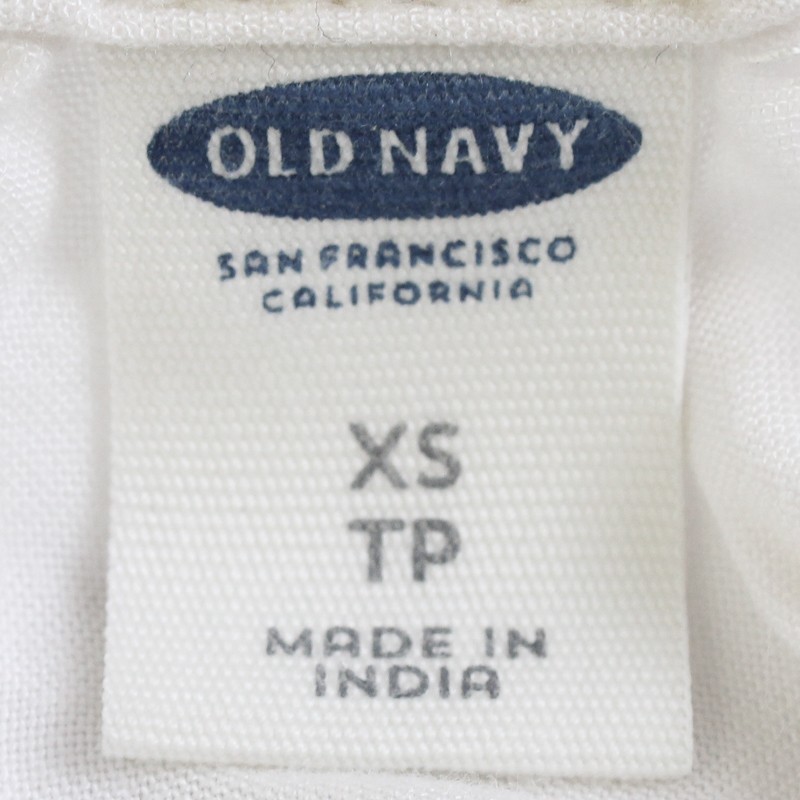 OLD NAVY
SAN FRANCISCO
CALIFORNIA
XS
TP
MADE IN
INDIA